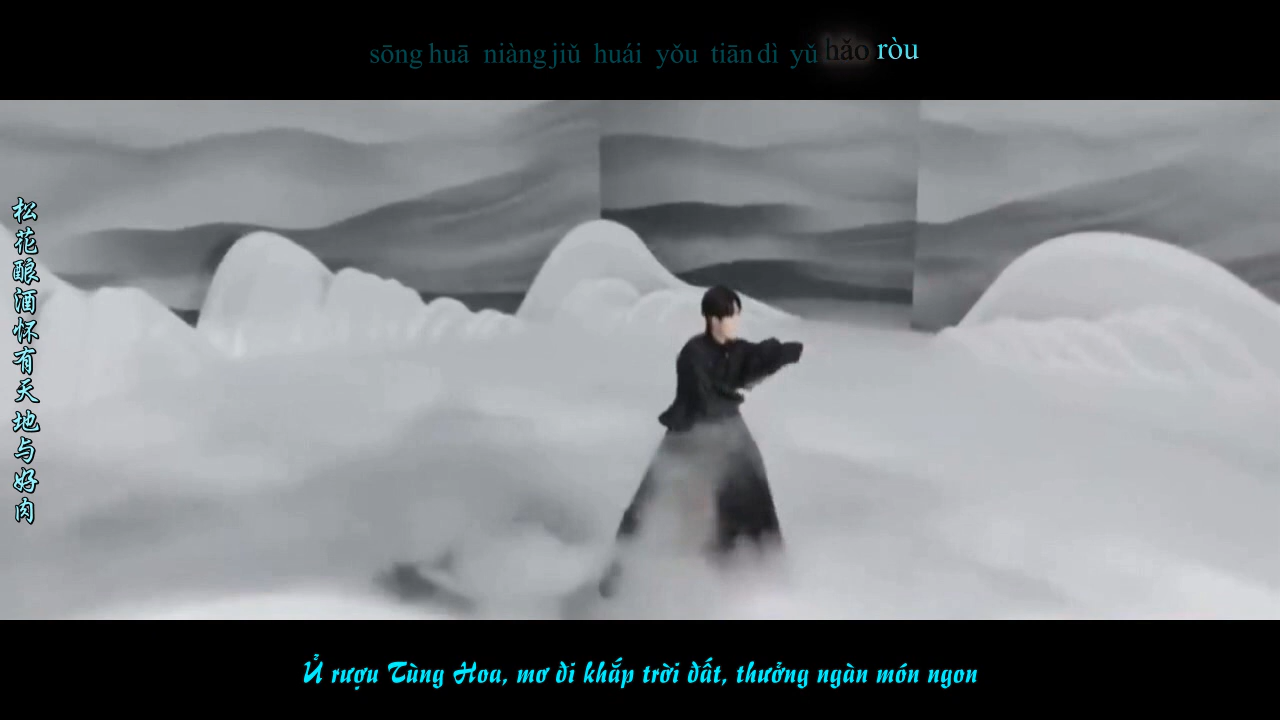 sōng huā niàng jiǔ huái yǒu tiān dì yǔ hǎo ròu
松花酿酒怀有天地与好肉
Ủ rượu Tùng Hoa, mơ đi khắp trời đất, thưởng ngàn món ngon